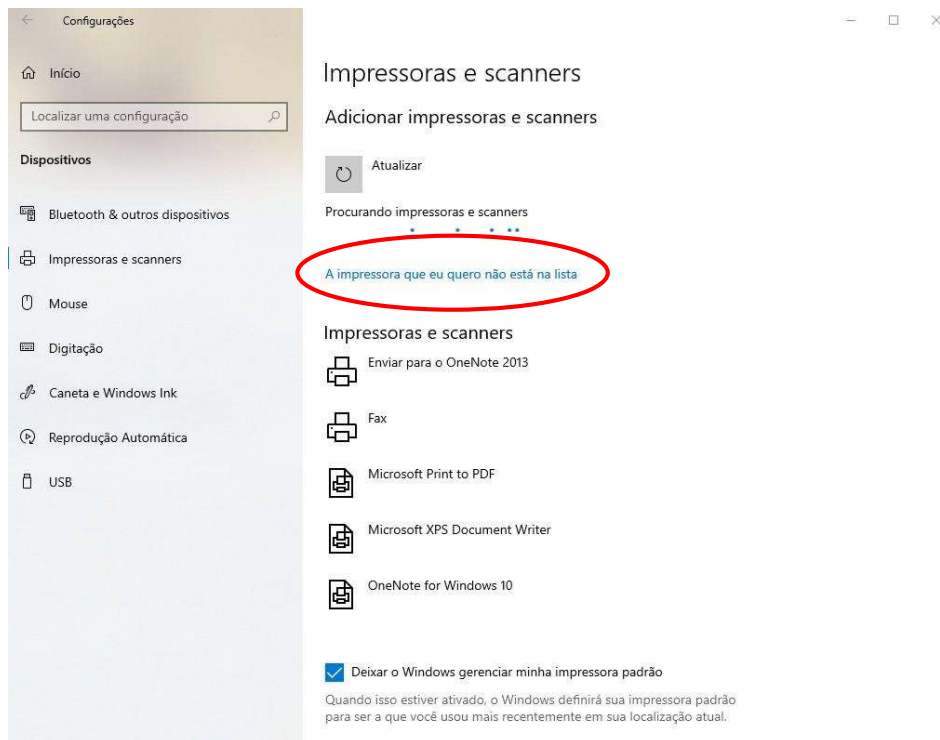 Configurações
Início
Localizar uma configuração
Dispositivos
Bluetooth & outros dispositivos
Impressoras e scanners
Mouse
Digitação
Caneta e Windows Ink
Reprodução Automática
USB
Impressoras e scanners
Adicionar impressoras e scanners
Atualizar
Procurando impressoras e scanners
A impressora que eu quero não está na lista
Impressoras e scanners
Enviar para o OneNote 2013
Fax
Microsoft Print to PDF
Microsoft XPS Document Writer
OneNote for Windows 10
Deixar o Windows gerenciar minha impressora padrão
Quando isso estiver ativado, o Windows definirá sua impressora padrão
para ser a que você usou mais recentemente em sua localização atual.